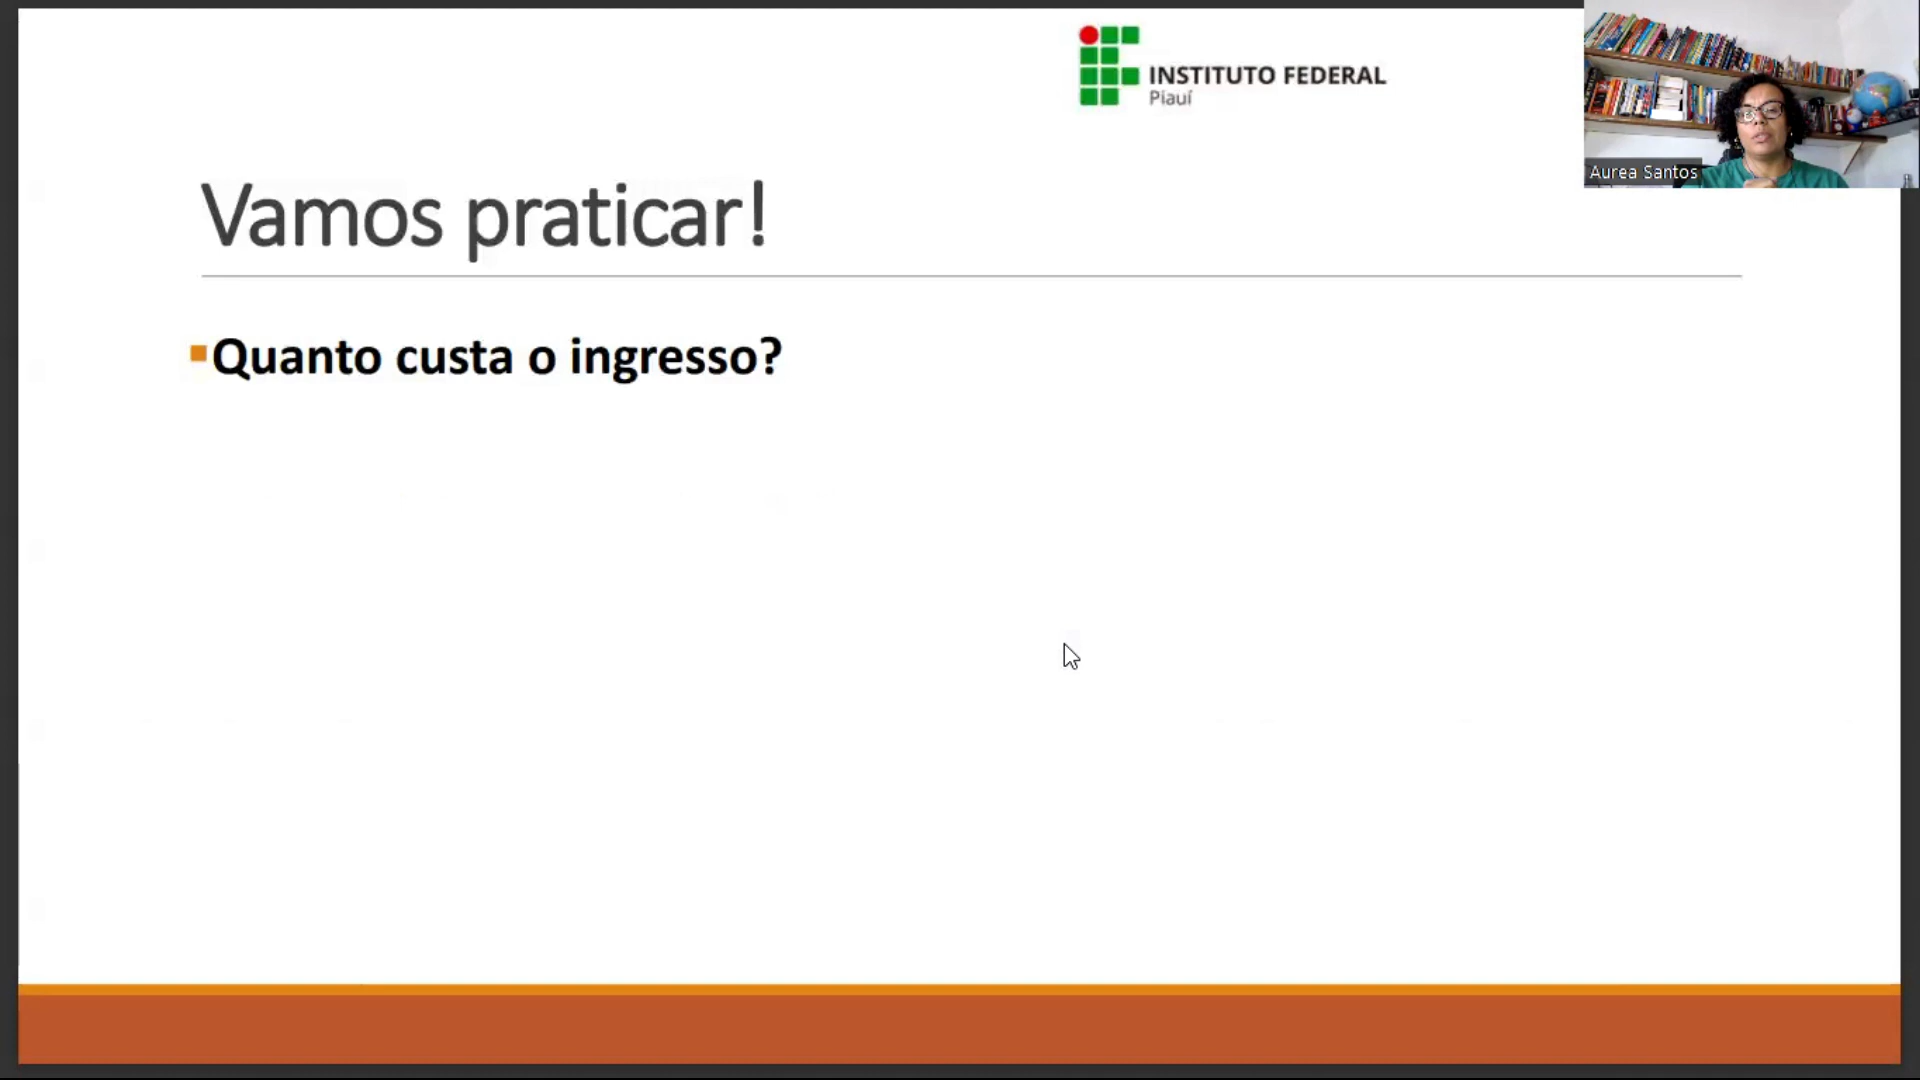 INSTITUTO FEDERAL
Piauí
Aurea Santos
Vamos praticar!
Quanto custa o ingresso?